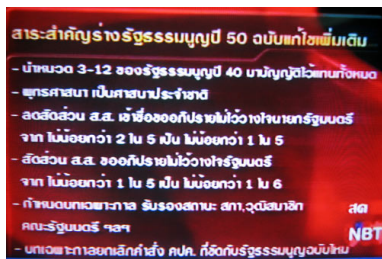 สาระสำคัญร่างรัฐธรรมนูญปี 50 ฉบับแก้ไขเพิ่มเติม
- นำหมวด 3-12 ของรัฐธรรมนูญปี 40 มาบัญญัติไว้แทนทั้งหมด
- พุทธศาสนา เป็นศาสนาประจำชาติ
- ลดสัดส่วน ส.ส. เข้าชื่อขออภิปรายไม่ไว้วางใจนายกรัฐมนตรี
จาก ไม่น้อยกว่า 2 ใน 5 เป็น ไม่น้อยกว่า 1 ใน 5
- สัดส่วน ส.ส. ขออภิปรายไม่ไว้วางใจรัฐมนตรี
จาก ไม่น้อยกว่า 1 ใน 5 เป็น ไม่น้อยกว่า 1 ใน 6
- กำหนดบทเฉพาะกาล รับรองสถานะ สภา,วุฒิสมาชิก
สด
คณะรัฐมนตรี ฯลฯ
NBT
- บทเฉพาะกาลยกเลิกคำสั่ง คปค. ที่ขัดกับรัฐธรรมนูญฉบับใหม่